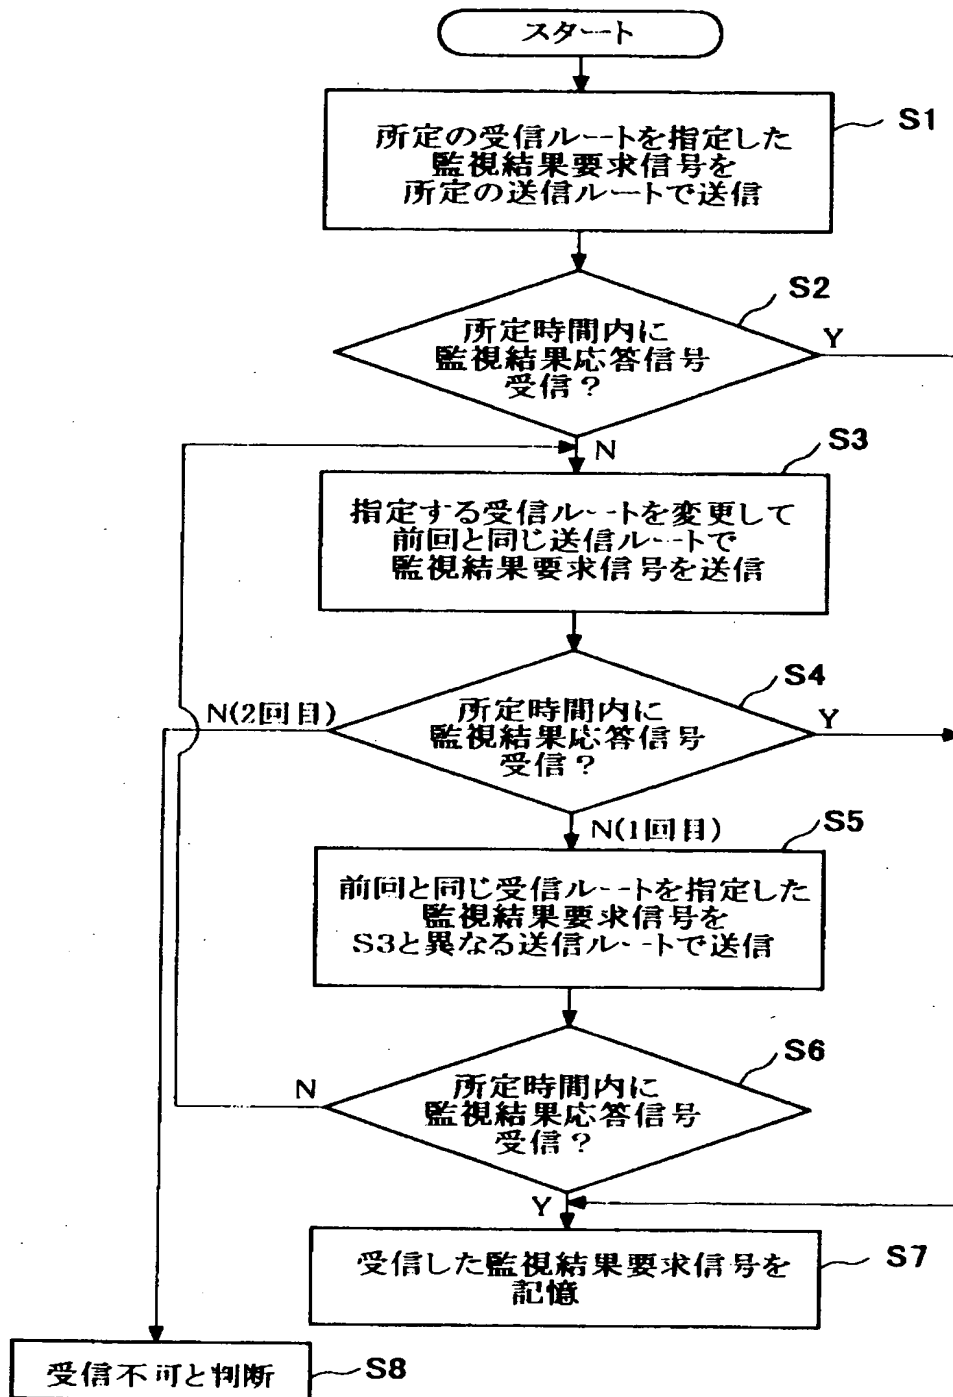 スタート
S1
所定の受信ルートを指定した
監視結果要求信号を
所定の送信ルートで送信
S2
所定時間内に
監視結果応答信号
受信?
Y
N
S3
指定する受信ルートを変更して
前回と同じ送信ルートで
監視結果要求信号を送信
S4
所定時間内に
監視結果応答信号
受信?
N(2回目)
Y
N(1回目)
S5
前回と同じ受信ルートを指定した
監視結果要求信号を
S3と異なる送信ルートで送信
S6
所定時間内に
監視結果応答信号
受信?
N
Y
S7
受信した監視結果要求信号を
記憶
受信不可と判断
S8